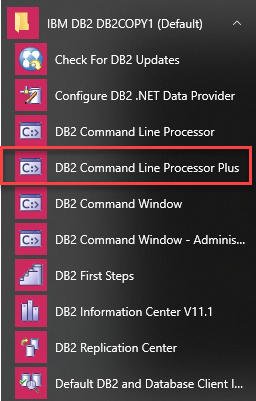 IBM DB2 DB2COPY1 (Default)
Check For DB2 Updates
Configure DB2 .NET Data Provider
C:>
DB2 Command Line Processor
C:>
DB2 Command Line Processor Plus
C:>
DB2 Command Window
C:>
DB2 Command Window - Adminis...
DB2 First Steps
DB2 Information Center V11.1
DB2 Replication Center
Default DB2 and Database Client I...